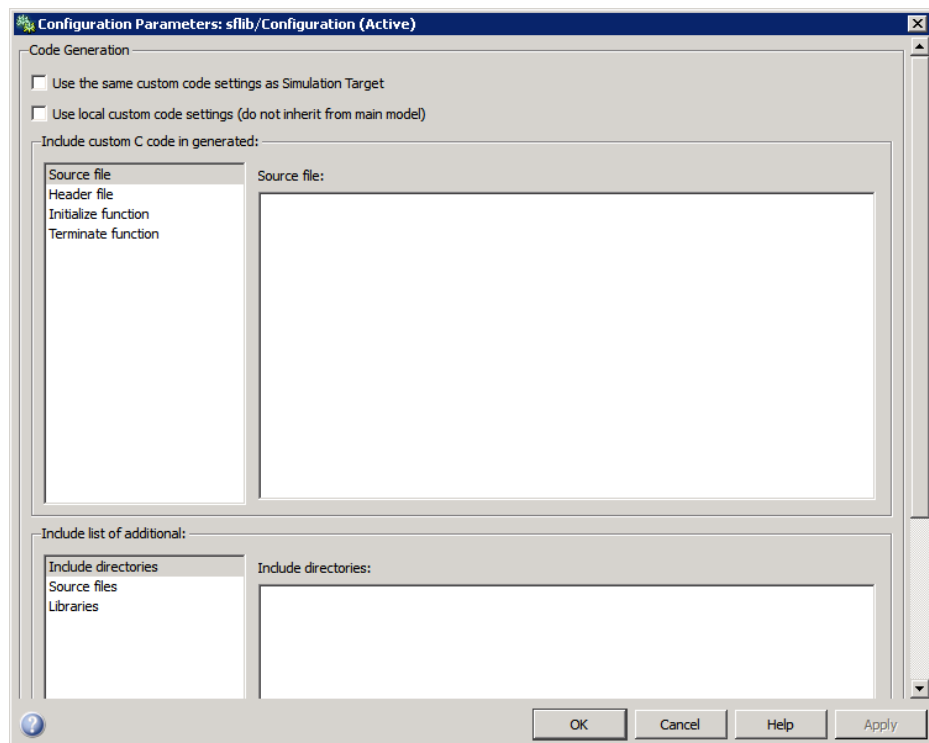 Configuration Parameters: sflib/Configuration (Active)
Code Generation
Use the same custom code settings as Simulation Target
Use local custom code settings (do not inherit from main model)
Include custom C code in generated:
Source file
Header file
Initialize function
Terminate function
Source file:
Include list of additional:
Include directories
Source files
Libraries
Include directories:
OK
Cancel
Help
Apply